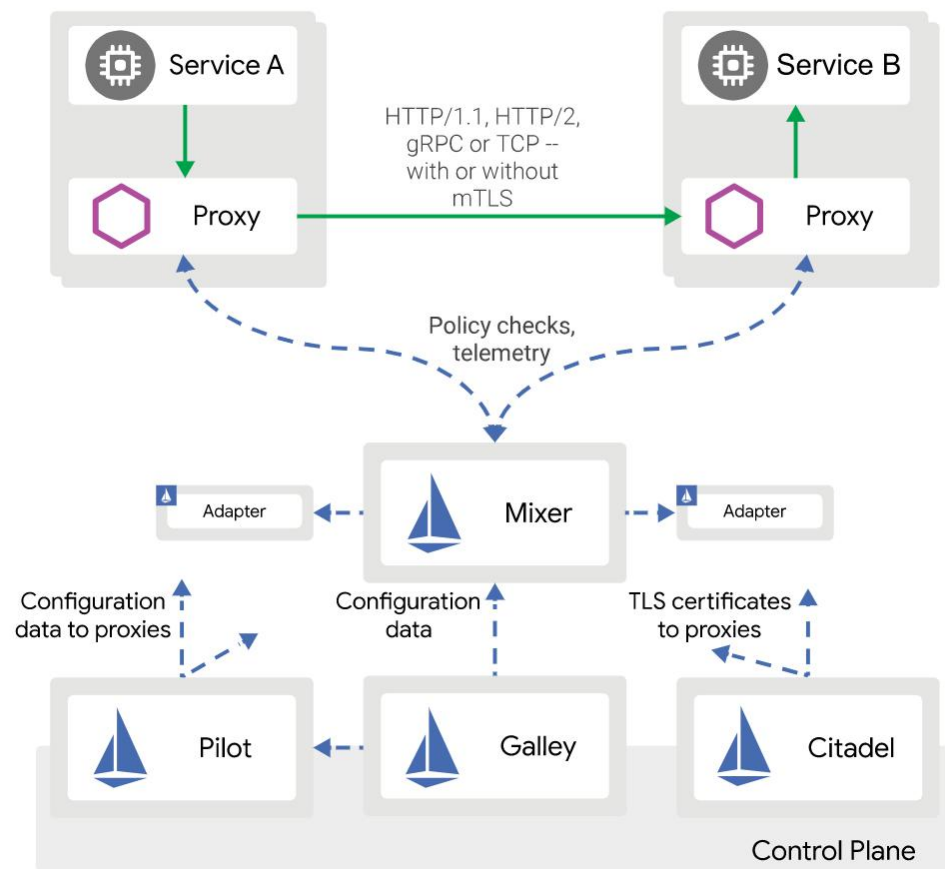 Service A
Service B
HTTP/1.1, HTTP/2,
gRPC or TCP --
with or without
mTLS
Proxy
Proxy
Policy checks,
telemetry
Mixer
Adapter
Adapter
Configuration
data to proxies
Configuration
data
TLS certificates
to proxies
Pilot
Galley
Citadel
Control Plane